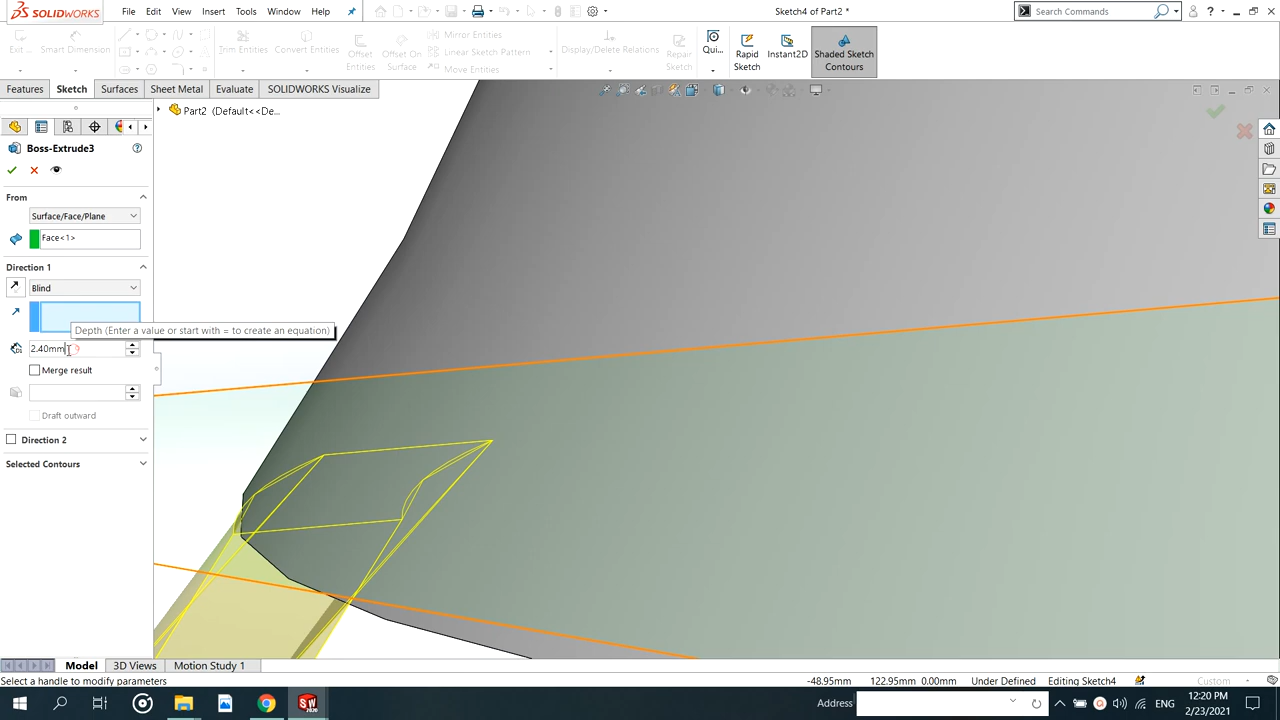 SOLIDWORKS
File Edit View Insert Tools Window Help
Sketch4 of Part2 *
Search Commands
Exit ...
Smart Dimension
Trim Entities
Convert Entities
Offset Entities
Offset On Surface
Mirror Entities
Linear Sketch Pattern
Move Entities
Display/Delete Relations
Repair Sketch
Qui...
Rapid Sketch
Instant2D
Shaded Sketch Contours
Features Sketch Surfaces Sheet Metal Evaluate SOLIDWORKS Visualize
Part2 (Default<<De...
Boss-Extrude3
From
Surface/Face/Plane
Face<1>
Direction 1
Blind
Depth (Enter a value or start with = to create an equation)
2.40mm
Merge result
Draft outward
Direction 2
Selected Contours
Model 3D Views Motion Study 1
Select a handle to modify parameters
-48.95mm 122.95mm 0.00mm Under Defined Editing Sketch4 Custom
Address
ENG
12:20 PM
2/23/2021